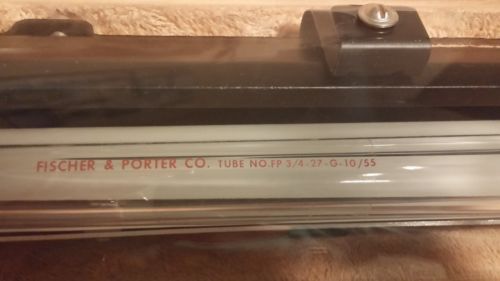 FISCHER & PORTER CO. TUBE NO.FP 3/4-27-G-10/55